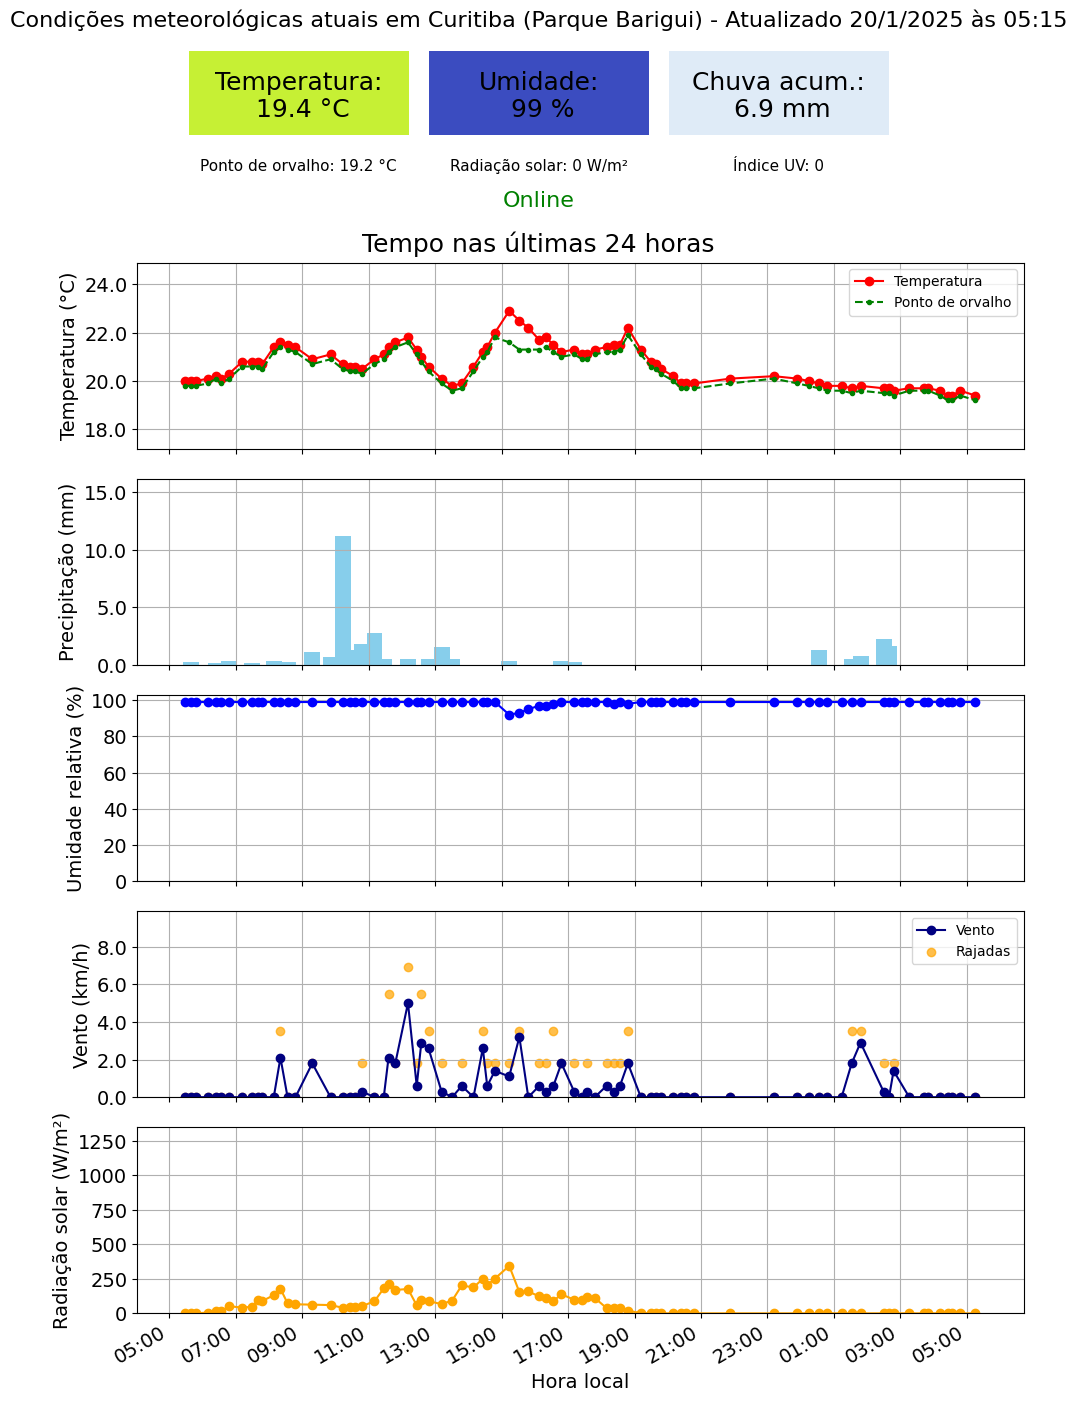 Condições meteorológicas atuais em Curitiba (Parque Barigui) - Atualizado 20/1/2025 às 05:15
Temperatura:
19.4 °C
Umidade:
99 %
Chuva acum.:
6.9 mm
Ponto de orvalho: 19.2 °C
Radiação solar: 0 W/m²
Índice UV: 0
Online
Tempo nas últimas 24 horas
Temperatura (°C)
24.0
22.0
20.0
18.0
Temperatura
Ponto de orvalho
Precipitação (mm)
15.0
10.0
5.0
0.0
Umidade relativa (%)
100
80
60
40
20
0
Vento (km/h)
8.0
6.0
4.0
2.0
0.0
Vento
Rajadas
Radiação solar (W/m²)
1250
1000
750
500
250
0
05:00 07:00 09:00 11:00 13:00 15:00 17:00 19:00 21:00 23:00 01:00 03:00 05:00
Hora local